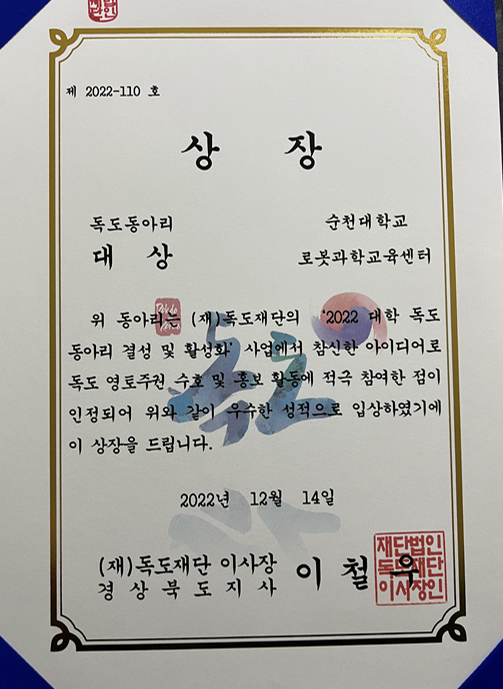 제 2022-110 호
상 장
독도동아리 순천대학교
대 상 로봇과학교육센터
위 동아리는 (재)독도재단의 '2022 대학 독도
동아리 결성 및 활성화' 사업에서 참신한 아이디어로
독도 영토주권 수호 및 홍보 활동에 적극 참여한 점이
인정되어 위와 같이 우수한 성적으로 입상하였기에
이 상장을 드립니다.
2022년 12월 14일
(재)독도재단 이사장
경상북도지사 이 철 우
재단법인
독도재단
이사장인